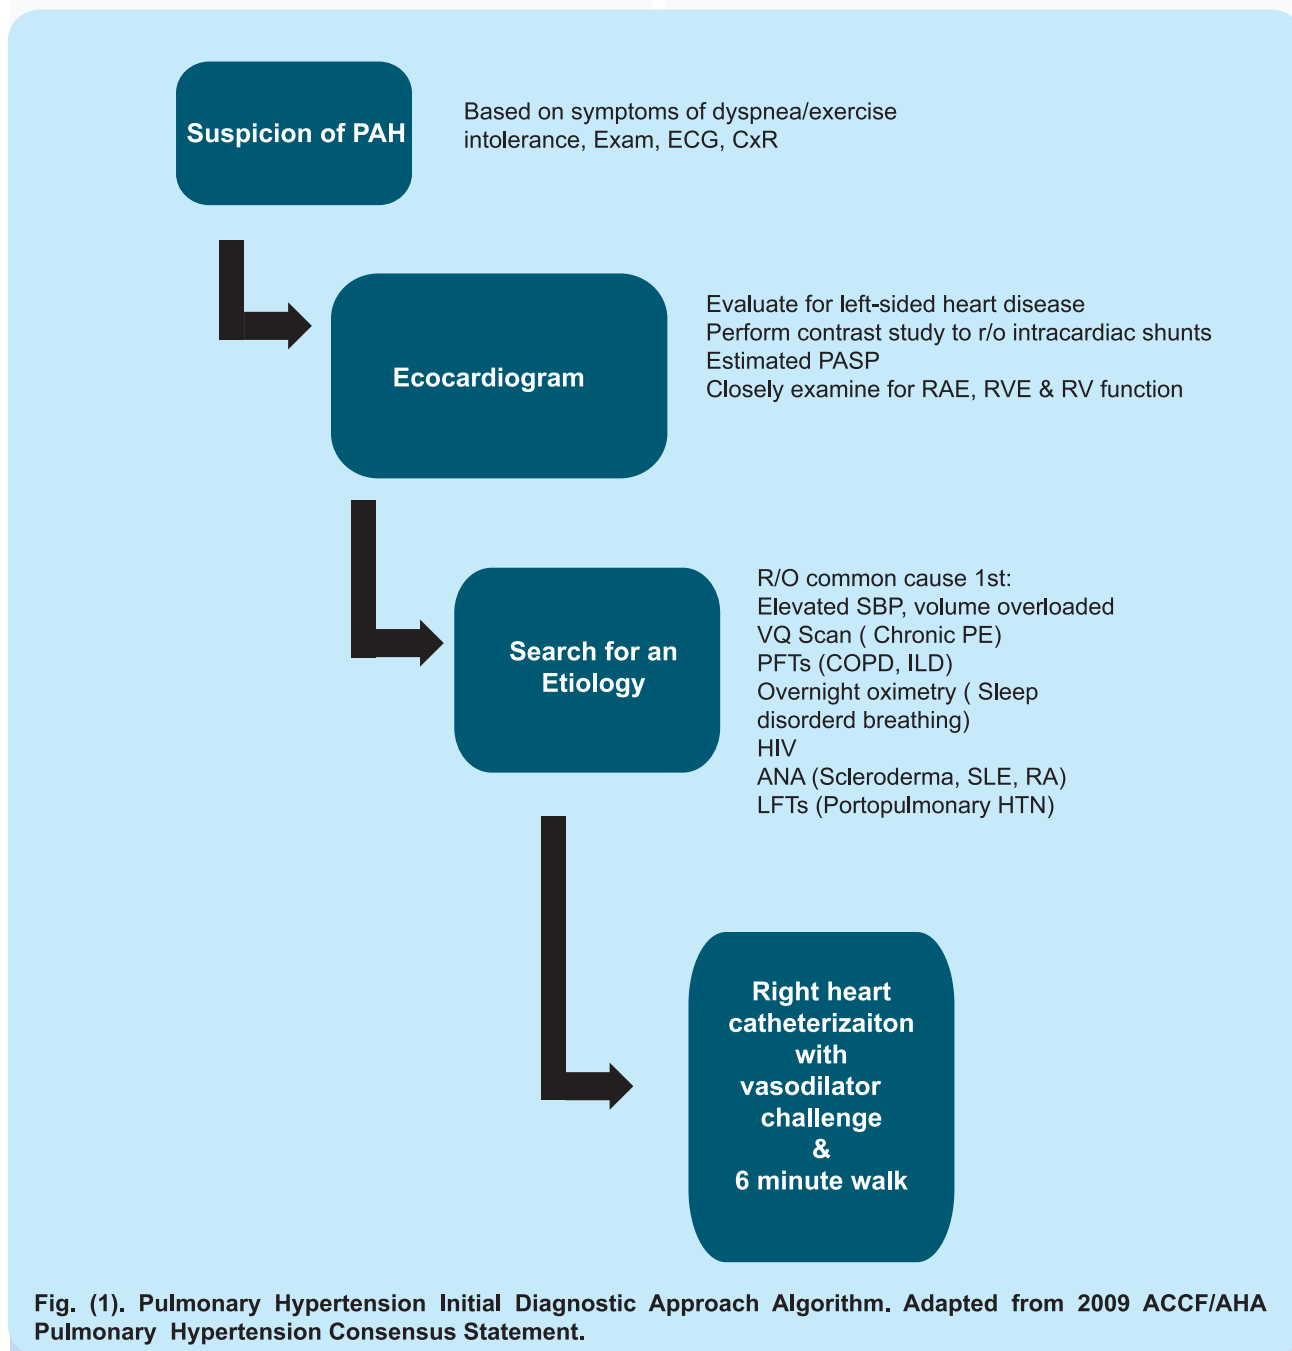 Suspicion of PAH
Based on symptoms of dyspnea/exercise
intolerance, Exam, ECG, CxR
Ecocardiogram
Evaluate for left-sided heart disease
Perform contrast study to r/o intracardiac shunts
Estimated PASP
Closely examine for RAE, RVE & RV function
Search for an
Etiology
R/O common cause 1st:
Elevated SBP, volume overloaded
VQ Scan ( Chronic PE)
PFTs (COPD, ILD)
Overnight oximetry ( Sleep
disorderd breathing)
HIV
ANA (Scleroderma, SLE, RA)
LFTs (Portopulmonary HTN)
Right heart
catheterizaiton
with
vasodilator
challenge
&
6 minute walk
Fig. (1). Pulmonary Hypertension Initial Diagnostic Approach Algorithm. Adapted from 2009 ACCF/AHA
Pulmonary Hypertension Consensus Statement.